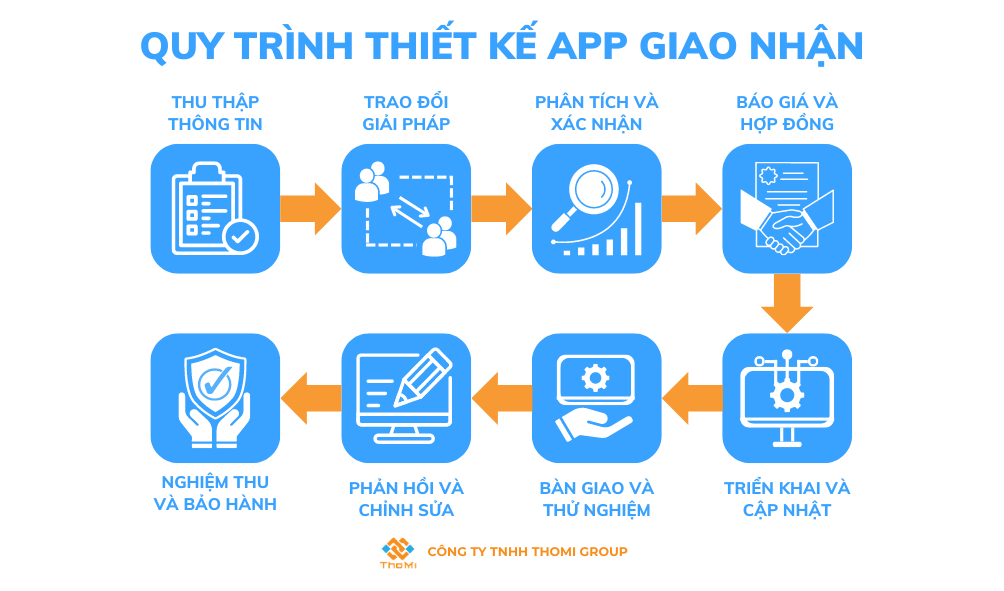 QUY TRÌNH THIẾT KẾ APP GIAO NHẬN
THU THẬP
THÔNG TIN
TRAO ĐỔI
GIẢI PHÁP
PHÂN TÍCH VÀ
XÁC NHẬN
BÁO GIÁ VÀ
HỢP ĐỒNG
TRIỂN KHAI VÀ
CẬP NHẬT
BÀN GIAO VÀ
THỬ NGHIỆM
PHẢN HỒI VÀ
CHỈNH SỬA
NGHIỆM THU
VÀ BẢO HÀNH
ThoMi
CÔNG TY TNHH THOMI GROUP